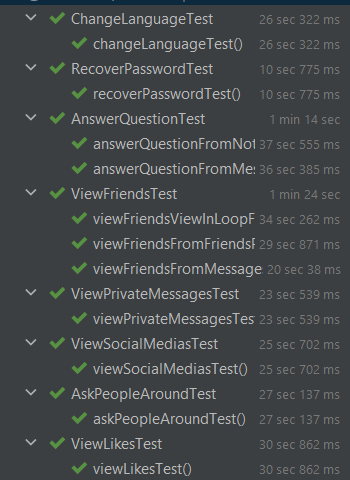 ChangeLanguageTest 26 sec 322 ms
changeLanguageTest() 26 sec 322 ms
RecoverPasswordTest 10 sec 775 ms
recoverPasswordTest() 10 sec 775 ms
AnswerQuestionTest 1 min 14 sec
answerQuestionFromNot 37 sec 555 ms
answerQuestionFromMes 36 sec 385 ms
ViewFriendsTest 1 min 24 sec
viewFriendsViewInLoopF 34 sec 262 ms
viewFriendsFromFriendsF 29 sec 871 ms
viewFriendsFromMessage 20 sec 38 ms
ViewPrivateMessagesTest 23 sec 539 ms
viewPrivateMessagesTes 23 sec 539 ms
ViewSocialMediasTest 25 sec 702 ms
viewSocialMediasTest() 25 sec 702 ms
AskPeopleAroundTest 27 sec 137 ms
askPeopleAroundTest() 27 sec 137 ms
ViewLikesTest 30 sec 862 ms
viewLikesTest() 30 sec 862 ms